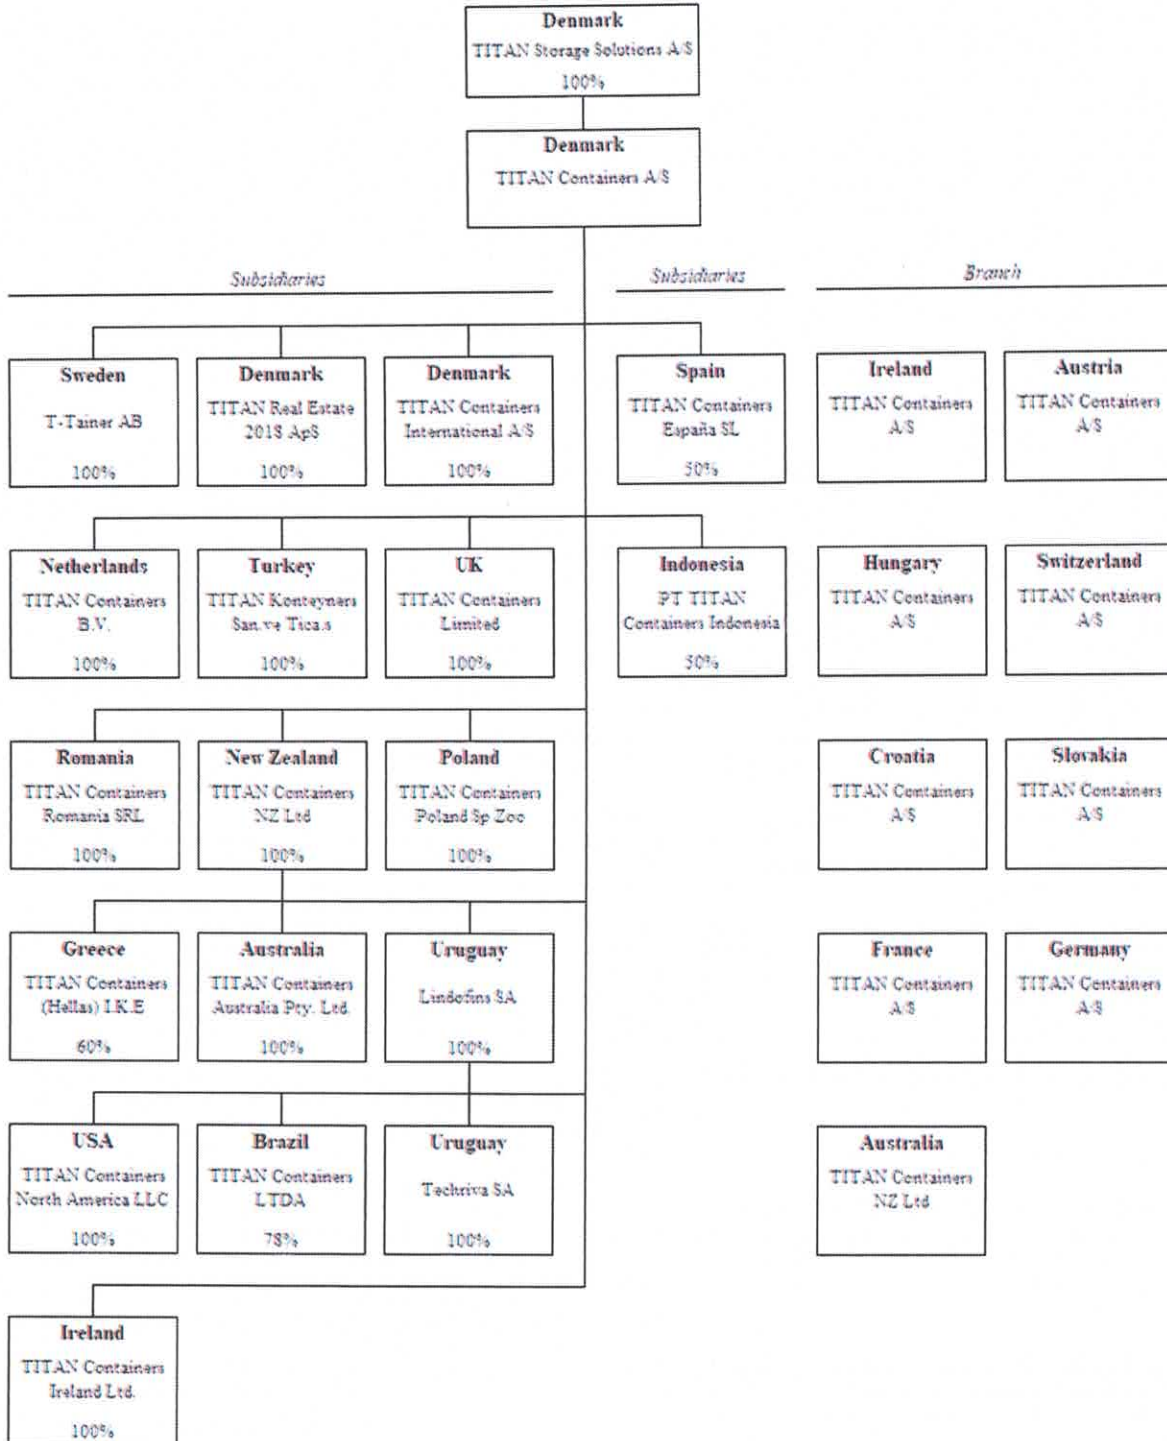 Denmark
TITAN Storage Solutions A/S
100%
Denmark
TITAN Containers A/S
Subsidiaries
Subsidiaries
Branch
Sweden
T-Tainer AB
100%
Denmark
TITAN Real Estate
2018 ApS
100%
Denmark
TITAN Containers
International A/S
100%
Spain
TITAN Containers
España SL
50%
Ireland
TITAN Containers
A/S
Austria
TITAN Containers
A/S
Netherlands
TITAN Containers
B.V.
100%
Turkey
TITAN Konteyners
San.ve Tica.s
100%
UK
TITAN Containers
Limited
100%
Indonesia
PT TITAN
Containers Indonesia
50%
Hungary
TITAN Containers
A/S
Switzerland
TITAN Containers
A/S
Romania
TITAN Containers
Romania SRL
100%
New Zealand
TITAN Containers
NZ Ltd
100%
Poland
TITAN Containers
Poland Sp Zoo
100%
Croatia
TITAN Containers
A/S
Slovakia
TITAN Containers
A/S
Greece
TITAN Containers
(Hellas) I.K.E
60%
Australia
TITAN Containers
Australia Pty. Ltd.
100%
Uruguay
Lindofins SA
100%
France
TITAN Containers
A/S
Germany
TITAN Containers
A/S
USA
TITAN Containers
North America LLC
100%
Brazil
TITAN Containers
LTDA
78%
Uruguay
Techriva SA
100%
Australia
TITAN Containers
NZ Ltd
Ireland
TITAN Containers
Ireland Ltd.
100%